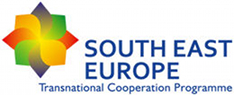 SOUTH EAST
EUROPE
Transnational Cooperation Programme